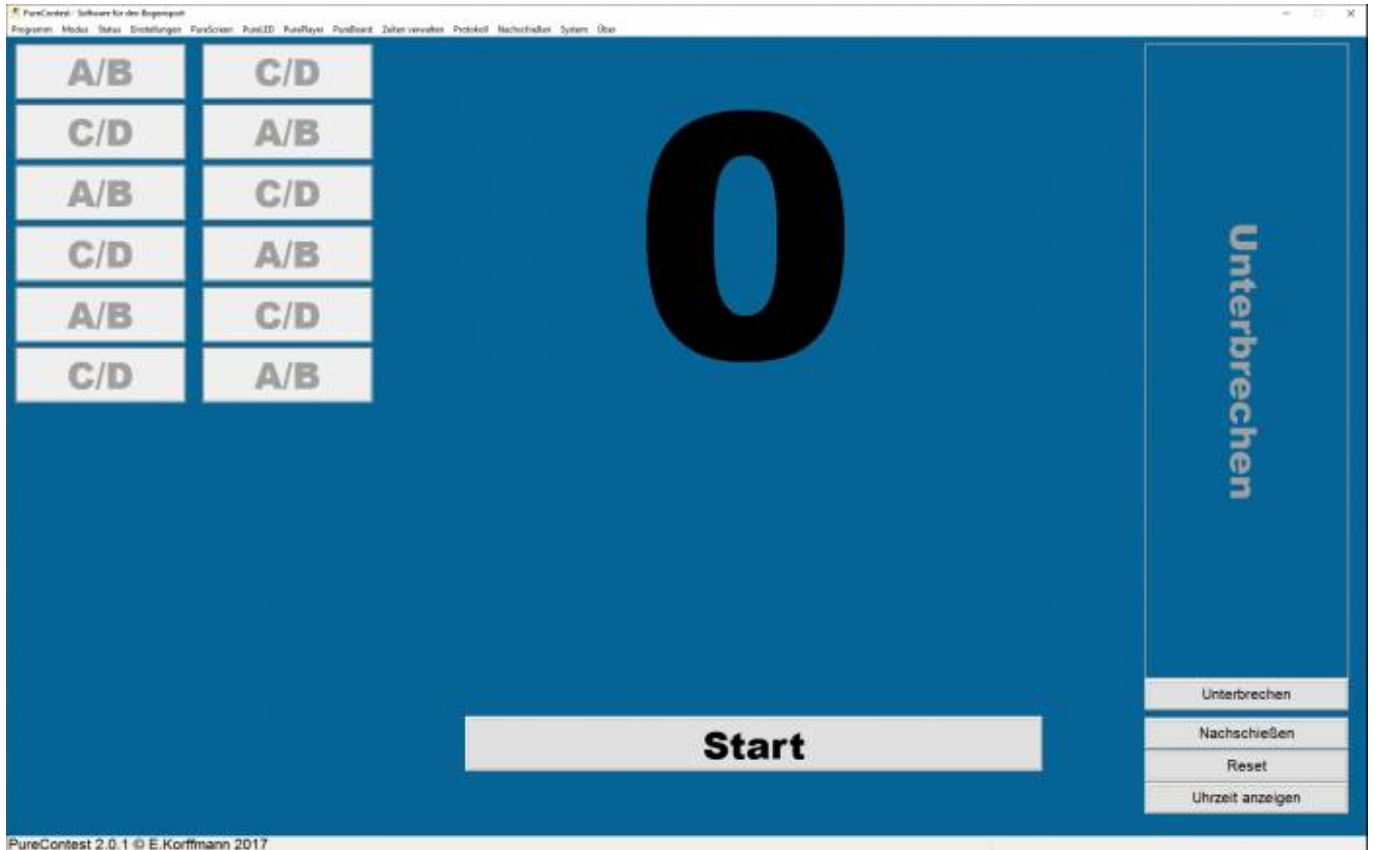 PureContest - Software für den Bogensport
Programm Modus Status Einstellungen PureScreen PureLED PurePlayer PureBoard Zeiten verwalten Protokoll Nachschießen System Über
A/B C/D
C/D A/B
A/B C/D
C/D A/B
A/B C/D
C/D A/B
0
Unterbrechen
Unterbrechen
Start
Nachschießen
Reset
Uhrzeit anzeigen
PureContest 2.0.1 © E.Korffmann 2017